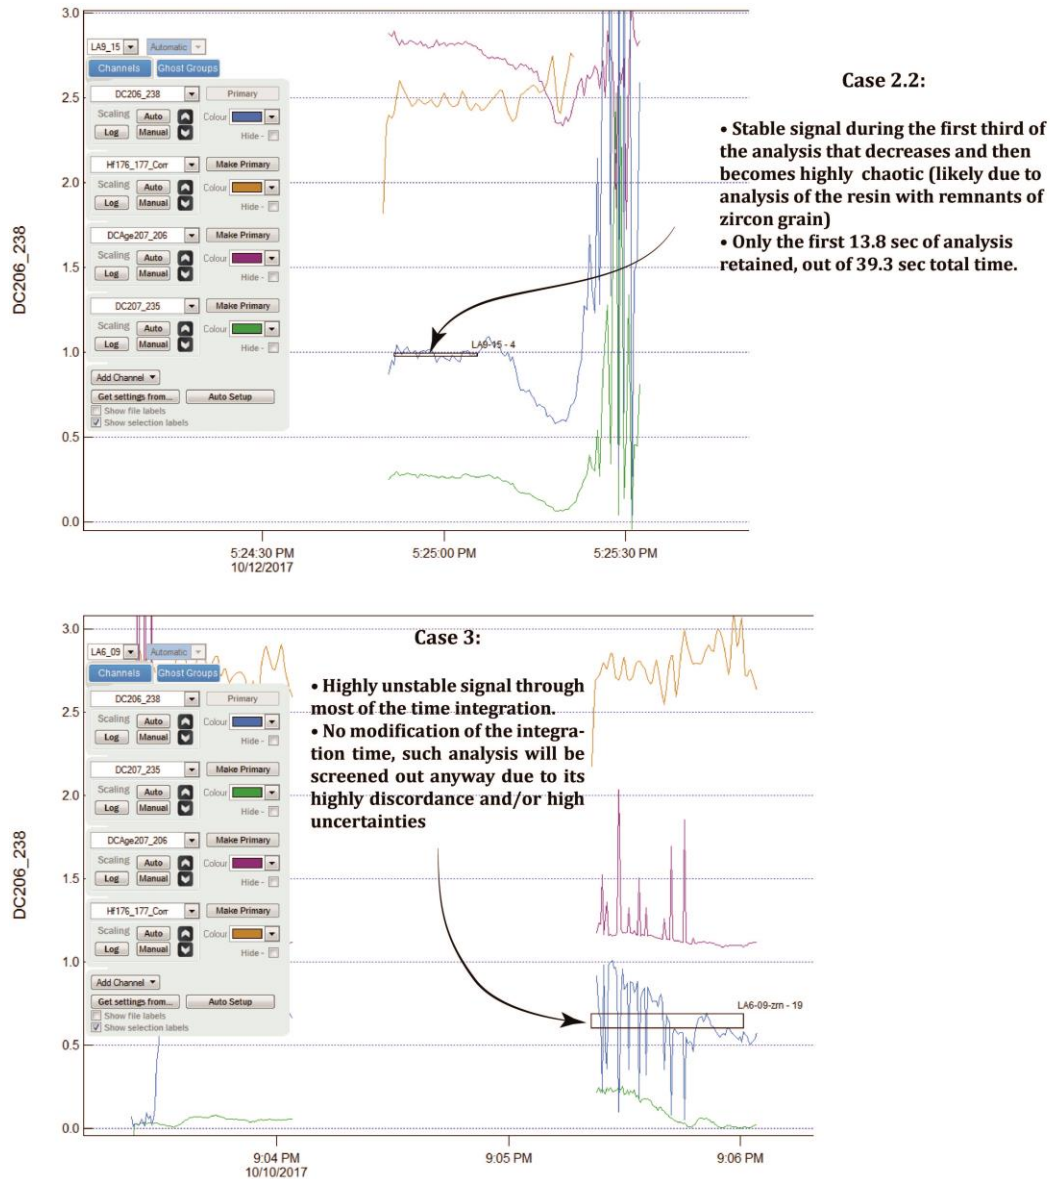 3.0
LA9_15 Automatic
Channels Ghost Groups
DC206_238 Primary
Scaling Auto Colour
Log Manual Hide -
Hf176_177_Corr Make Primary
Scaling Auto Colour
Log Manual Hide -
DCAge207_206 Make Primary
Scaling Auto Colour
Log Manual Hide -
DC207_235 Make Primary
Scaling Auto Colour
Log Manual Hide -
Add Channel
Get settings from... Auto Setup
Show file labels
Show selection labels
2.5
2.0
1.5
1.0
0.5
0.0
DC206_238
LA9-15 - 4
5:24:30 PM
10/12/2017
5:25:00 PM
5:25:30 PM
Case 2.2:
• Stable signal during the first third of
the analysis that decreases and then
becomes highly chaotic (likely due to
analysis of the resin with remnants of
zircon grain)
• Only the first 13.8 sec of analysis
retained, out of 39.3 sec total time.
3.0
LA6_09 Automatic
Channels Ghost Groups
DC206_238 Primary
Scaling Auto Colour
Log Manual Hide -
DC207_235 Make Primary
Scaling Auto Colour
Log Manual Hide -
DCAge207_206 Make Primary
Scaling Auto Colour
Log Manual Hide -
Hf176_177_Corr Make Primary
Scaling Auto Colour
Log Manual Hide -
Add Channel
Get settings from... Auto Setup
Show file labels
Show selection labels
2.5
2.0
1.5
1.0
0.5
0.0
DC206_238
Case 3:
• Highly unstable signal through
most of the time integration.
• No modification of the integra-
tion time, such analysis will be
screened out anyway due to its
highly discordance and/or high
uncertainties
LA6-09-zrn - 19
9:04 PM
10/10/2017
9:05 PM
9:06 PM